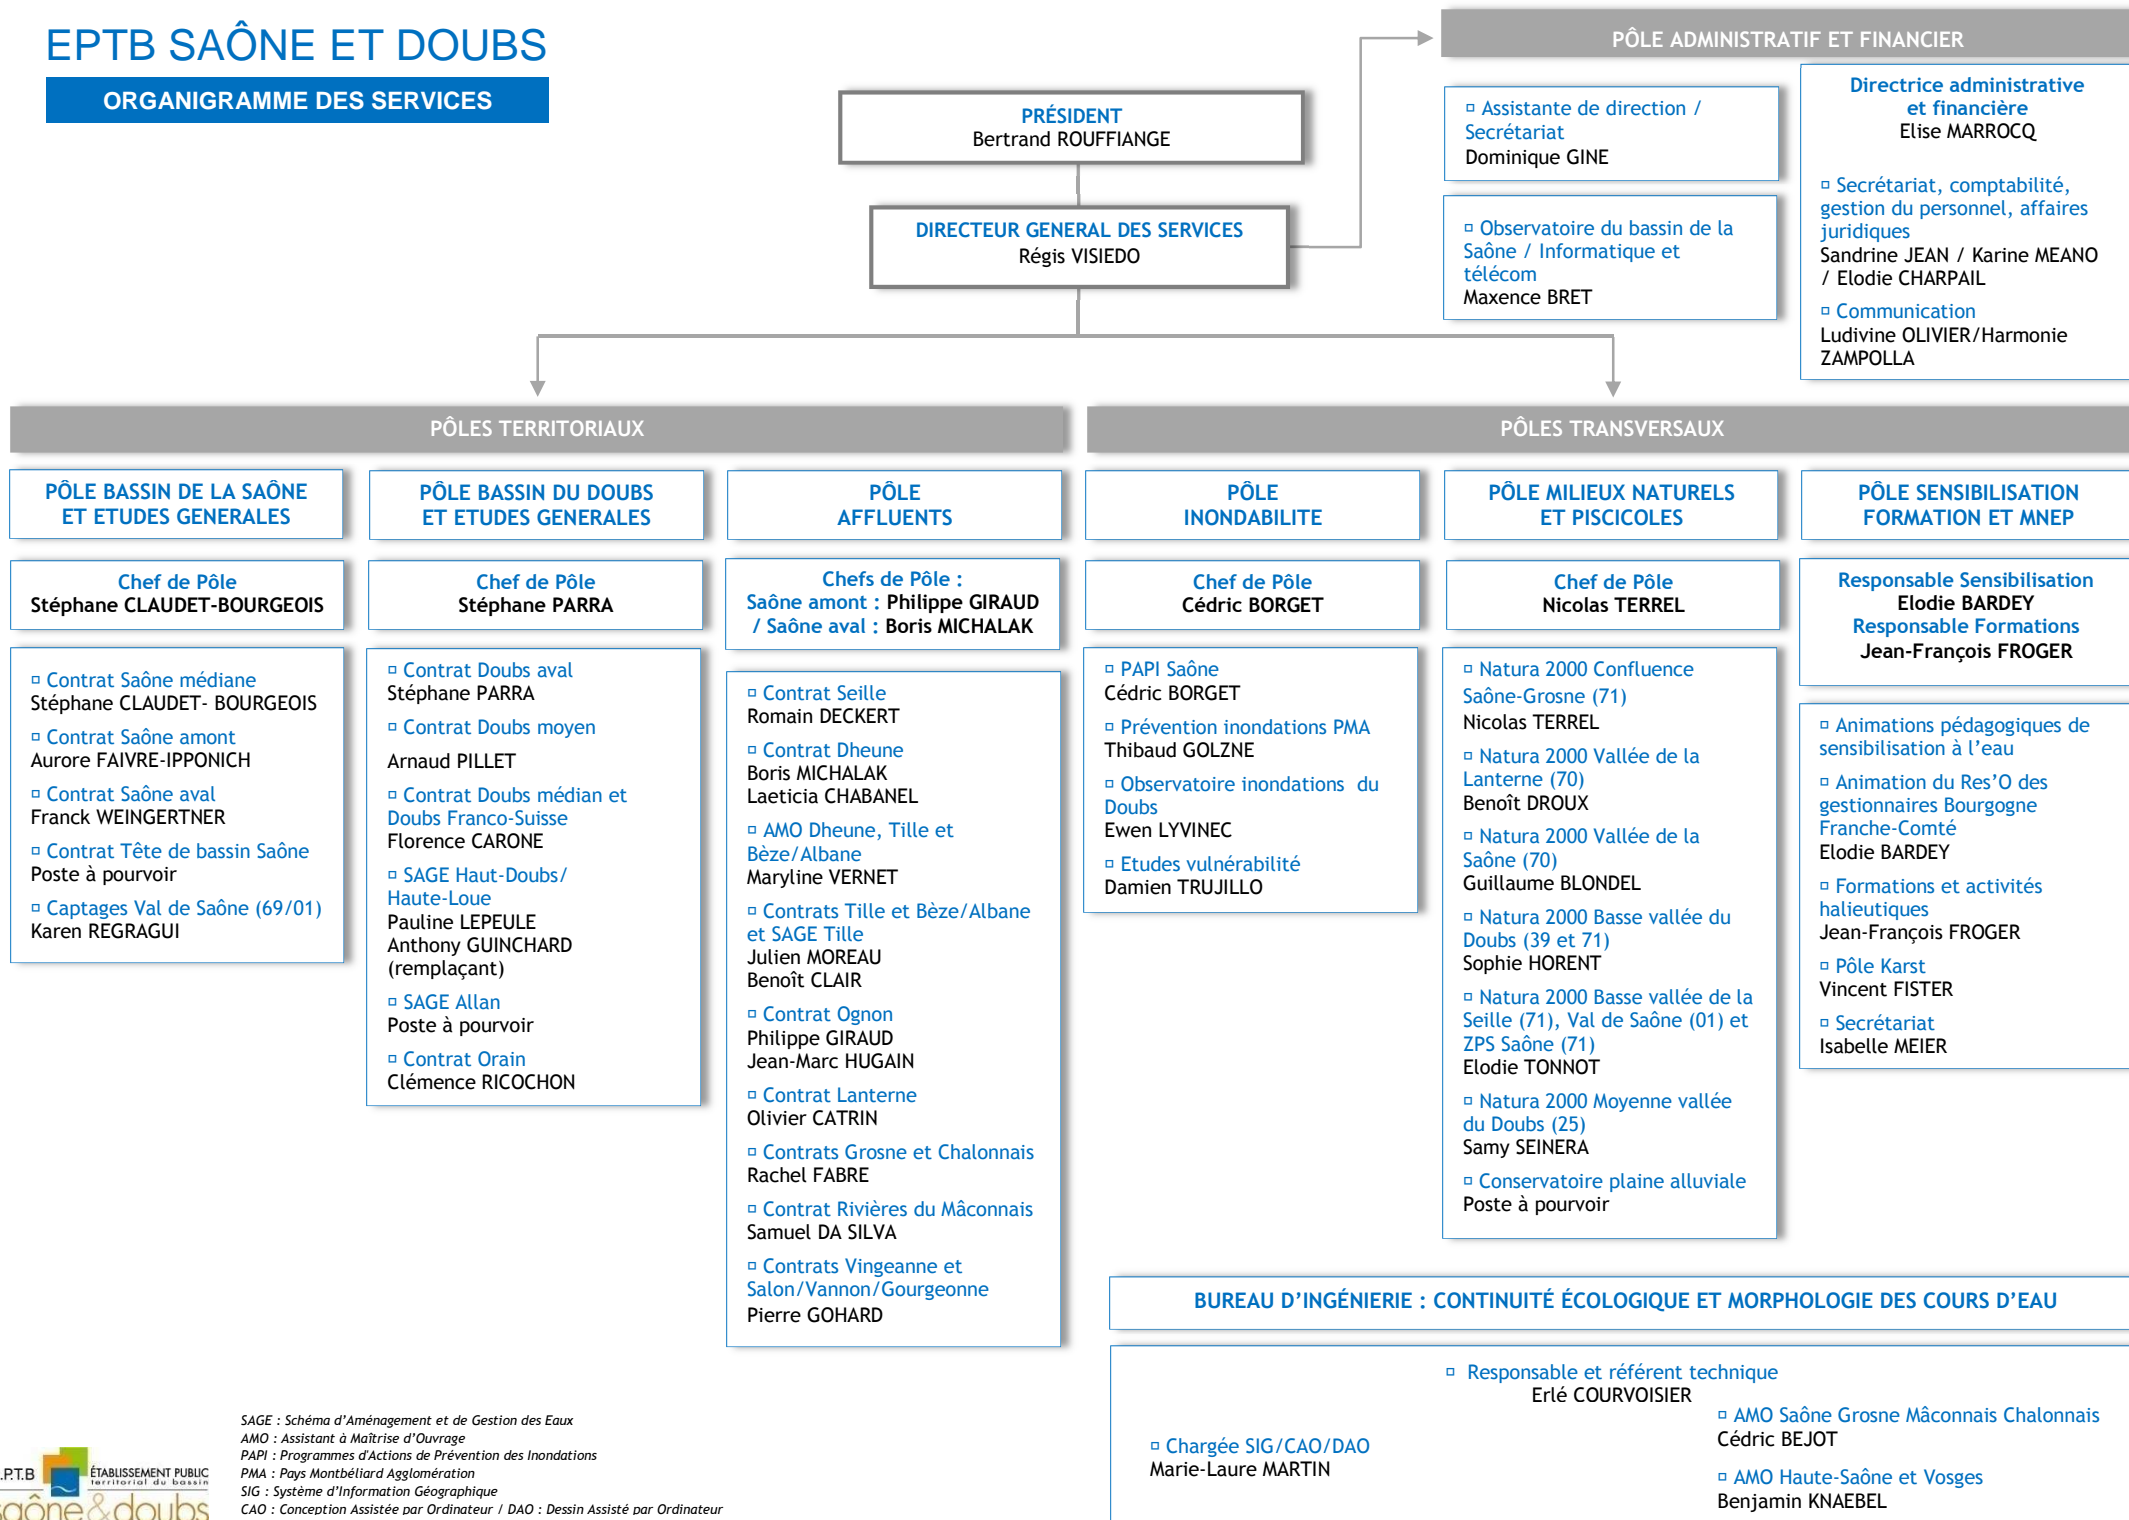 EPTB SAÔNE ET DOUBS
ORGANIGRAMME DES SERVICES
PRÉSIDENT
Bertrand ROUFFIANGE
DIRECTEUR GENERAL DES SERVICES
Régis VISIEDO
PÔLE ADMINISTRATIF ET FINANCIER
▫ Assistante de direction /
Secrétariat
Dominique GINE
▫ Observatoire du bassin de la
Saône / Informatique et
télécom
Maxence BRET
Directrice administrative
et financière
Elise MARROCQ
▫ Secrétariat, comptabilité,
gestion du personnel, affaires
juridiques
Sandrine JEAN / Karine MEANO
/ Elodie CHARPAIL
▫ Communication
Ludivine OLIVIER/Harmonie
ZAMPOLLA
PÔLES TERRITORIAUX
PÔLE BASSIN DE LA SAÔNE
ET ETUDES GENERALES
Chef de Pôle
Stéphane CLAUDET-BOURGEOIS
▫ Contrat Saône médiane
Stéphane CLAUDET- BOURGEOIS
▫ Contrat Saône amont
Aurore FAIVRE-IPPONICH
▫ Contrat Saône aval
Franck WEINGERTNER
▫ Contrat Tête de bassin Saône
Poste à pourvoir
▫ Captages Val de Saône (69/01)
Karen REGRAGUI
PÔLE BASSIN DU DOUBS
ET ETUDES GENERALES
Chef de Pôle
Stéphane PARRA
▫ Contrat Doubs aval
Stéphane PARRA
▫ Contrat Doubs moyen
Arnaud PILLET
▫ Contrat Doubs médian et
Doubs Franco-Suisse
Florence CARONE
▫ SAGE Haut-Doubs/
Haute-Loue
Pauline LEPEULE
Anthony GUINCHARD
(remplaçant)
▫ SAGE Allan
Poste à pourvoir
▫ Contrat Orain
Clémence RICOCHON
PÔLE
AFFLUENTS
Chefs de Pôle :
Saône amont : Philippe GIRAUD
/ Saône aval : Boris MICHALAK
▫ Contrat Seille
Romain DECKERT
▫ Contrat Dheune
Boris MICHALAK
Laeticia CHABANEL
▫ AMO Dheune, Tille et
Bèze/Albane
Maryline VERNET
▫ Contrats Tille et Bèze/Albane
et SAGE Tille
Julien MOREAU
Benoît CLAIR
▫ Contrat Ognon
Philippe GIRAUD
Jean-Marc HUGAIN
▫ Contrat Lanterne
Olivier CATRIN
▫ Contrats Grosne et Chalonnais
Rachel FABRE
▫ Contrat Rivières du Mâconnais
Samuel DA SILVA
▫ Contrats Vingeanne et
Salon/Vannon/Gourgeonne
Pierre GOHARD
PÔLES TRANSVERSAUX
PÔLE
INONDABILITE
Chef de Pôle
Cédric BORGET
▫ PAPI Saône
Cédric BORGET
▫ Prévention inondations PMA
Thibaud GOLZNE
▫ Observatoire inondations du
Doubs
Ewen LYVINEC
▫ Etudes vulnérabilité
Damien TRUJILLO
PÔLE MILIEUX NATURELS
ET PISCICOLES
Chef de Pôle
Nicolas TERREL
▫ Natura 2000 Confluence
Saône-Grosne (71)
Nicolas TERREL
▫ Natura 2000 Vallée de la
Lanterne (70)
Benoît DROUX
▫ Natura 2000 Vallée de la
Saône (70)
Guillaume BLONDEL
▫ Natura 2000 Basse vallée du
Doubs (39 et 71)
Sophie HORENT
▫ Natura 2000 Basse vallée de la
Seille (71), Val de Saône (01) et
ZPS Saône (71)
Elodie TONNOT
▫ Natura 2000 Moyenne vallée
du Doubs (25)
Samy SEINERA
▫ Conservatoire plaine alluviale
Poste à pourvoir
PÔLE SENSIBILISATION
FORMATION ET MNEP
Responsable Sensibilisation
Elodie BARDEY
Responsable Formations
Jean-François FROGER
▫ Animations pédagogiques de
sensibilisation à l’eau
▫ Animation du Res’O des
gestionnaires Bourgogne
Franche-Comté
Elodie BARDEY
▫ Formations et activités
halieutiques
Jean-François FROGER
▫ Pôle Karst
Vincent FISTER
▫ Secrétariat
Isabelle MEIER
BUREAU D’INGÉNIERIE : CONTINUITÉ ÉCOLOGIQUE ET MORPHOLOGIE DES COURS D’EAU
▫ Responsable et référent technique
Erlé COURVOISIER
▫ Chargée SIG/CAO/DAO
Marie-Laure MARTIN
▫ AMO Saône Grosne Mâconnais Chalonnais
Cédric BEJOT
▫ AMO Haute-Saône et Vosges
Benjamin KNAEBEL
SAGE : Schéma d’Aménagement et de Gestion des Eaux
AMO : Assistant à Maîtrise d’Ouvrage
PAPI : Programmes d'Actions de Prévention des Inondations
PMA : Pays Montbéliard Agglomération
SIG : Système d’Information Géographique
CAO : Conception Assistée par Ordinateur / DAO : Dessin Assisté par Ordinateur
.P.T.B
ÉTABLISSEMENT PUBLIC
territorial du bassin
saône&doubs